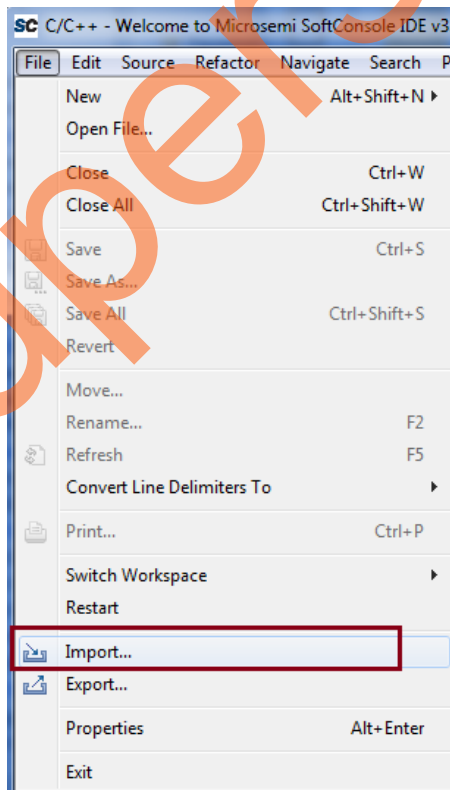 SC C/C++ - Welcome to Microsemi SoftConsole IDE v3
File Edit Source Refactor Navigate Search P
New Alt+Shift+N
Open File...
Close Ctrl+W
Close All Ctrl+Shift+W
Save Ctrl+S
Save As...
Save All Ctrl+Shift+S
Revert
Move...
Rename... F2
Refresh F5
Convert Line Delimiters To
Print... Ctrl+P
Switch Workspace
Restart
Import...
Export...
Properties Alt+Enter
Exit